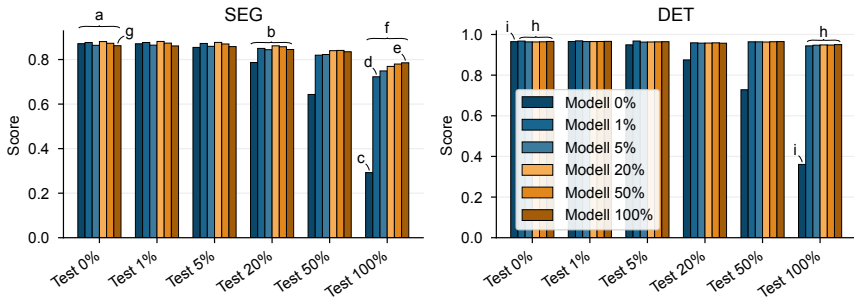 SEG
DET
a
g
b
f
d
e
c
i
h
h
i
Score
0.8
0.6
0.4
0.2
0.0
Score
1.0
0.8
0.6
0.4
0.2
0.0
Modell 0%
Modell 1%
Modell 5%
Modell 20%
Modell 50%
Modell 100%
Test 0%
Test 1%
Test 5%
Test 20%
Test 50%
Test 100%
Test 0%
Test 1%
Test 5%
Test 20%
Test 50%
Test 100%